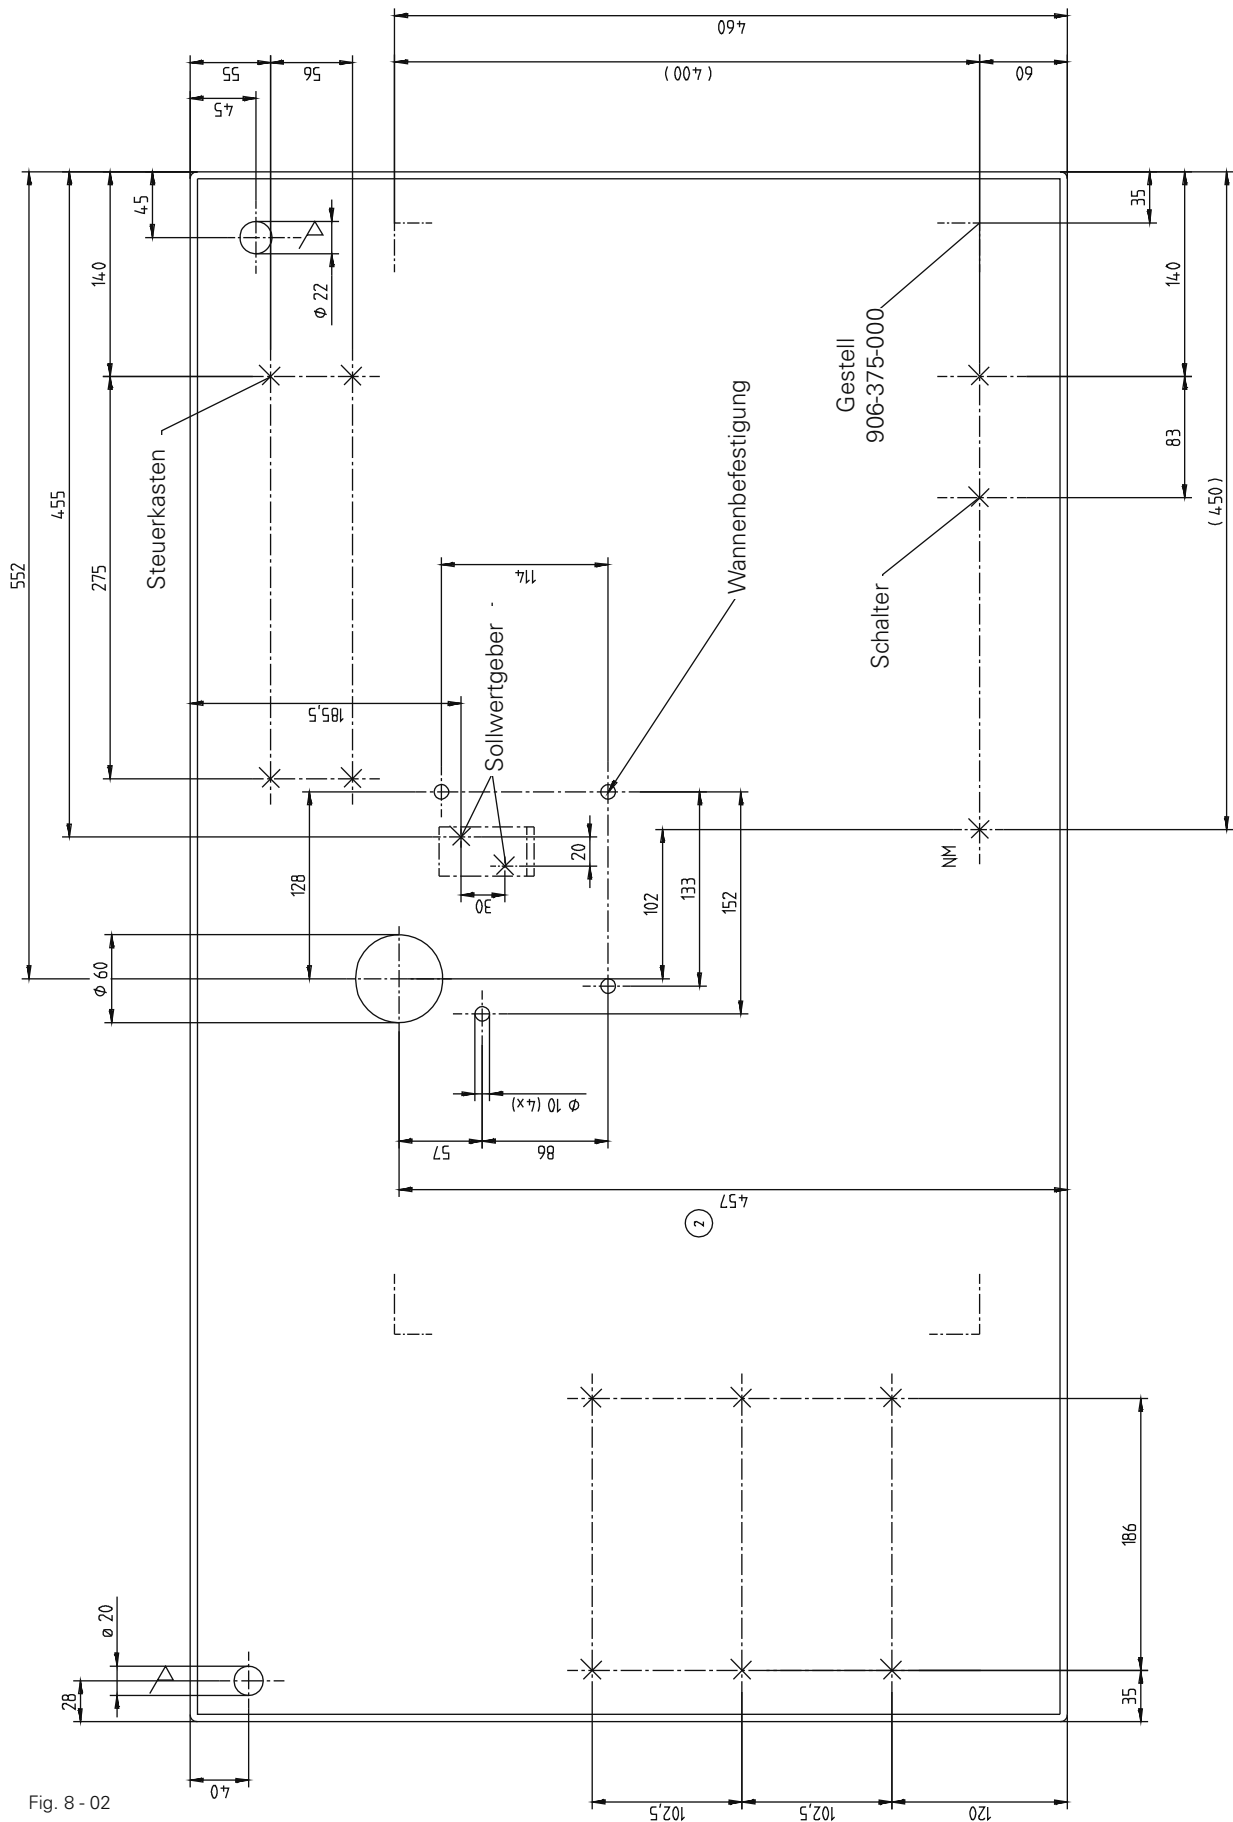 460
( 400 )
60
55
56
45
45
140
275
455
552
Φ 22
35
140
83
( 450 )
Steuerkasten
Gestell
906-375-000
Wannenbefestigung
Schalter
Sollwertgeber
114
185,5
128
30
20
102
133
152
NM
Φ 60
Φ 10 (4x)
57
86
457
2
186
35
ø 20
28
40
102,5
102,5
120
Fig. 8 - 02